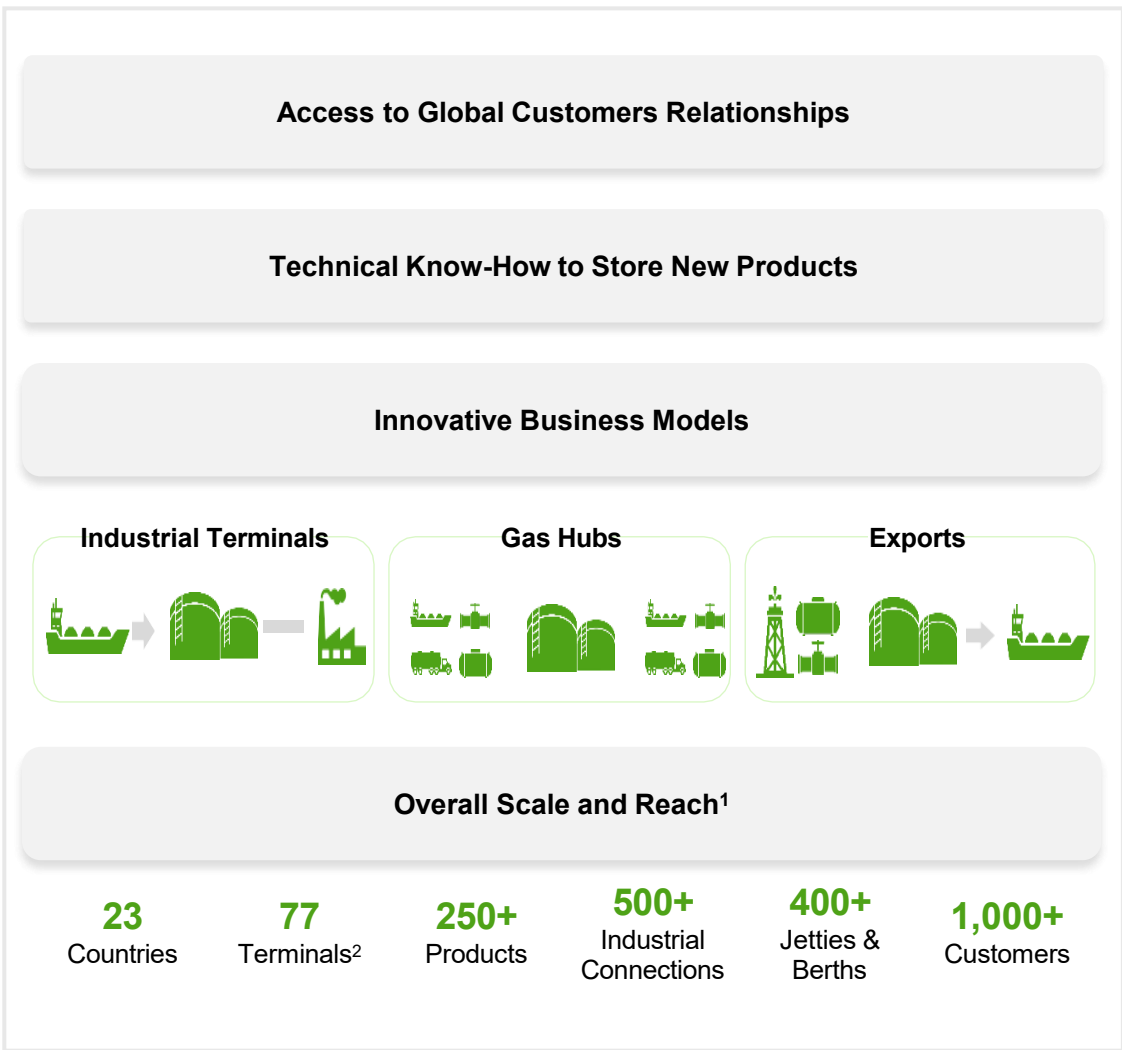 Access to Global Customers Relationships
Technical Know-How to Store New Products
Innovative Business Models
Industrial Terminals
Gas Hubs
Exports
Overall Scale and Reach¹
23
Countries
77
Terminals²
250+
Products
500+
Industrial
Connections
400+
Jetties &
Berths
1,000+
Customers